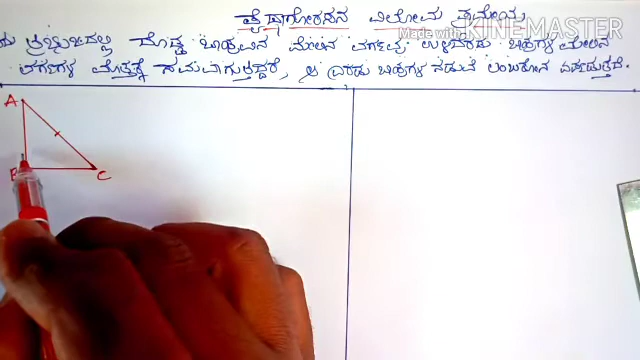 ಪೈಥಾಗೋರಸನ ವಿಲೋಮ ಪ್ರಮೇಯ
Made with KINEMASTER
ತ್ರಿಭುಜದಲ್ಲಿ ದೊಡ್ಡ ಬಾಹುವಿನ ಮೇಲಿನ ವರ್ಗವು ಉಳಿದೆರಡು ಬಾಹುಗಳ ಮೇಲಿನ
ವರ್ಗಗಳ ಮೊತ್ತಕ್ಕೆ ಸಮವಾಗುತ್ತಿದ್ದರೆ, ಆ ಎರಡು ಬಾಹುಗಳ ನಡುವೆ ಲಂಬಕೋನ ಏರ್ಪಡುತ್ತದೆ.
A
B C